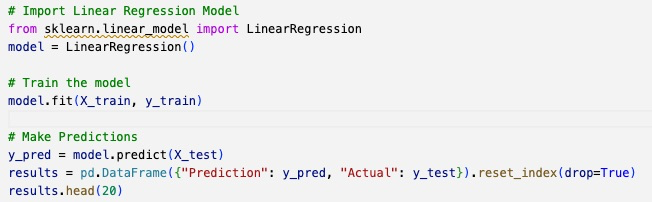 # Import Linear Regression Model
from sklearn.linear_model import LinearRegression
model = LinearRegression()
# Train the model
model.fit(X_train, y_train)
# Make Predictions
y_pred = model.predict(X_test)
results = pd.DataFrame({"Prediction": y_pred, "Actual": y_test}).reset_index(drop=True)
results.head(20)